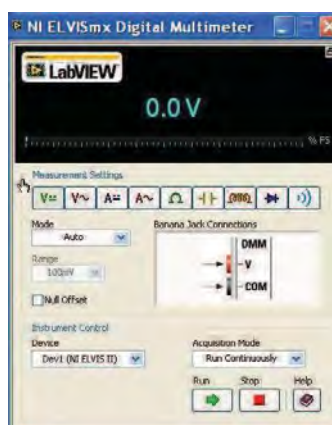 NI ELVISmx Digital Multimeter
LabVIEW
0.0 V
% FS
Measurement Settings
V= V~ A= A~ Ω
Mode
Auto
Banana Jack Connections
DMM
V
COM
Range
100mV
Null Offset
Instrument Control
Device
Dev1 (NI ELVIS II)
Acquisition Mode
Run Continuously
Run Stop Help